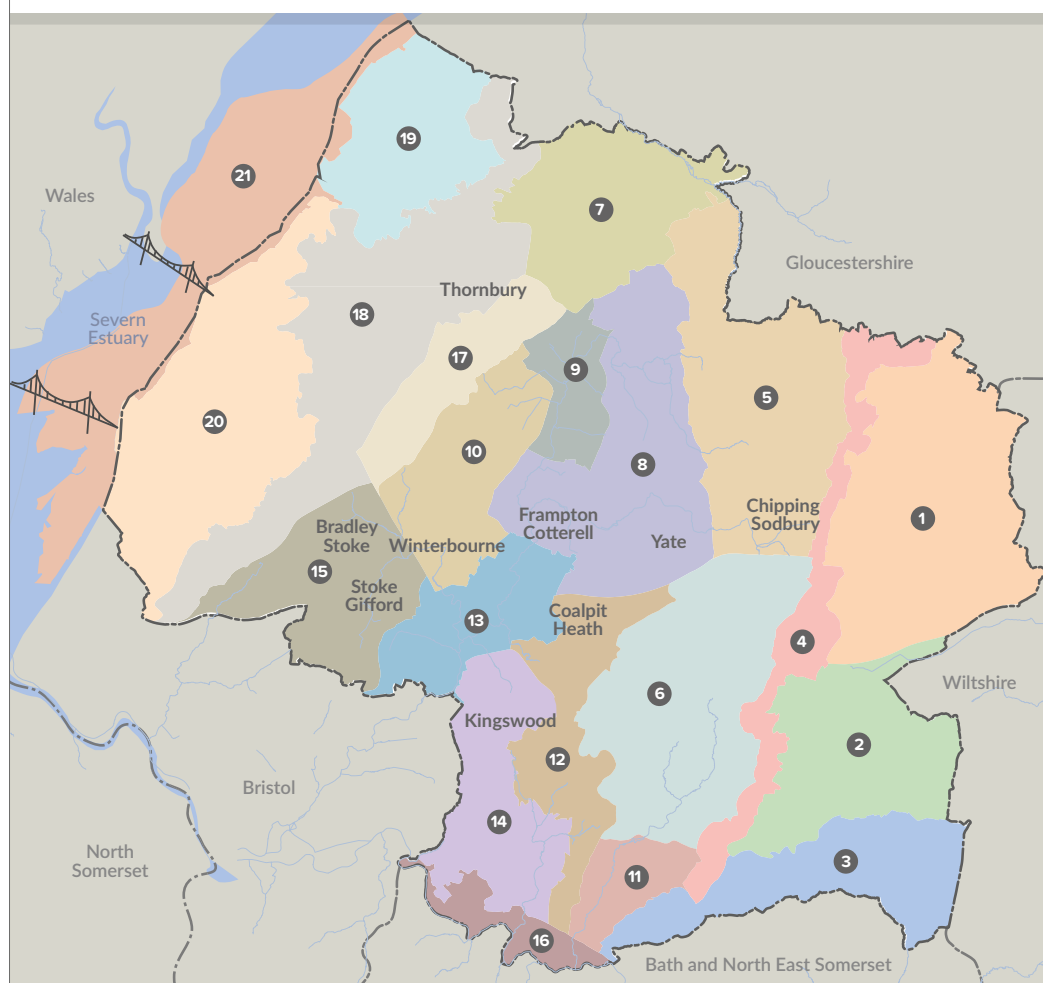 19
21
Wales
7
Gloucestershire
Thornbury
18
Severn
Estuary
17
9
5
20
10
8
Chipping
Sodbury
1
Frampton
Cotterell
Bradley
Stoke
Winterbourne
Yate
15
Stoke
Gifford
Coalpit
Heath
13
4
Wiltshire
6
Kingswood
2
12
Bristol
14
North
Somerset
3
11
16
Bath and North East Somerset